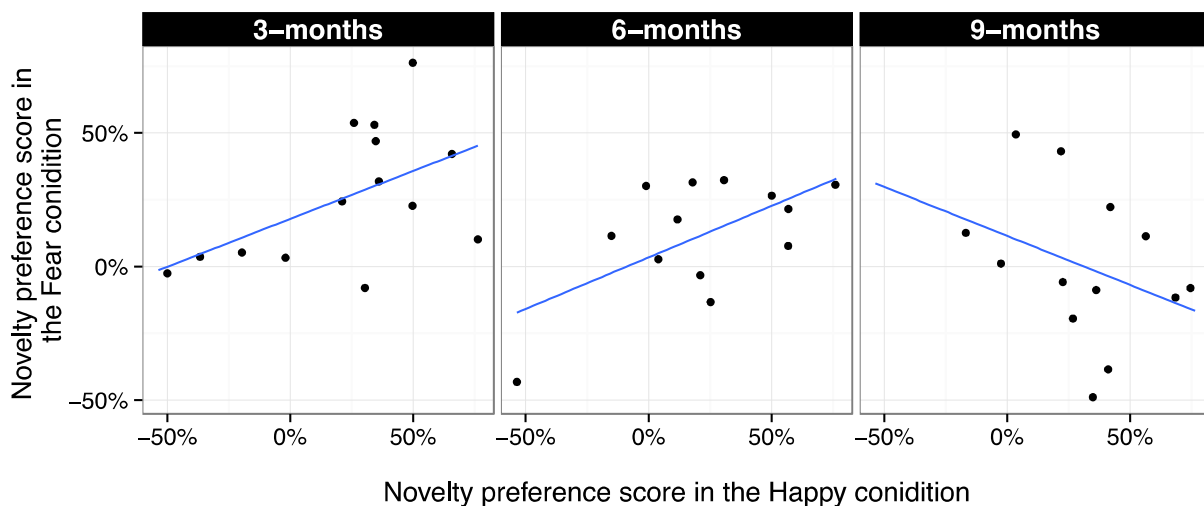 3−months
6−months
9−months
Novelty preference score in
the Fear conidition
50%
0%
−50%
−50%
0%
50%
−50%
0%
50%
−50%
0%
50%
Novelty preference score in the Happy conidition